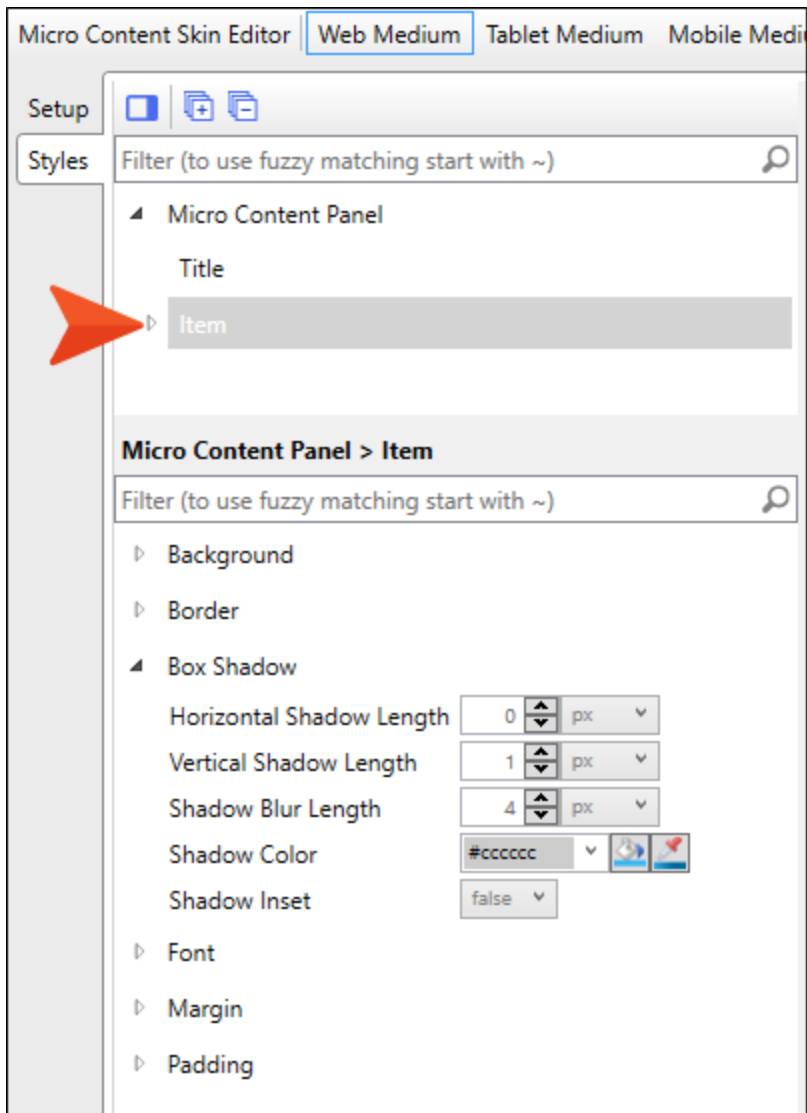 Micro Content Skin Editor Web Medium Tablet Medium Mobile Medi
Setup
Styles
Filter (to use fuzzy matching start with ~)
Micro Content Panel
Title
Item
Micro Content Panel > Item
Filter (to use fuzzy matching start with ~)
Background
Border
Box Shadow
Horizontal Shadow Length 0 px
Vertical Shadow Length 1 px
Shadow Blur Length 4 px
Shadow Color #cccccc
Shadow Inset false
Font
Margin
Padding